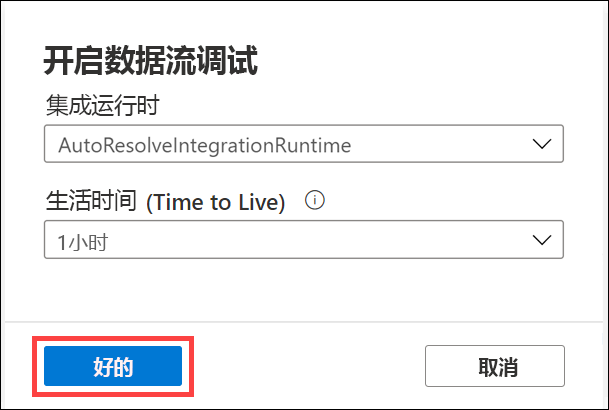 开启数据流调试
集成运行时
AutoResolveIntegrationRuntime
生活时间 (Time to Live)
1小时
好的
取消